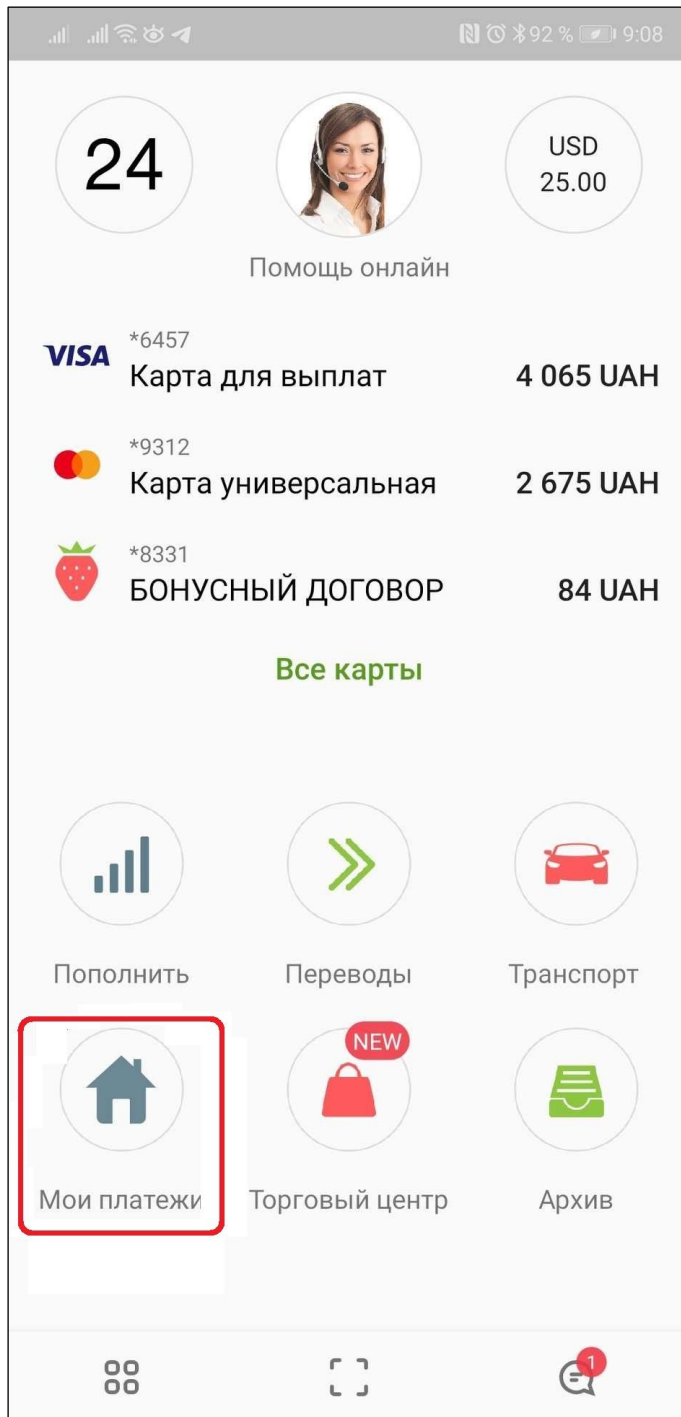 92 % 9:08
24
USD
25.00
Помощь онлайн
*6457
VISA Карта для выплат 4 065 UAH
*9312
Карта универсальная 2 675 UAH
*8331
БОНУСНЫЙ ДОГОВОР 84 UAH
Все карты
Пополнить Переводы Транспорт
NEW
Мои платежи Торговый центр Архив
1